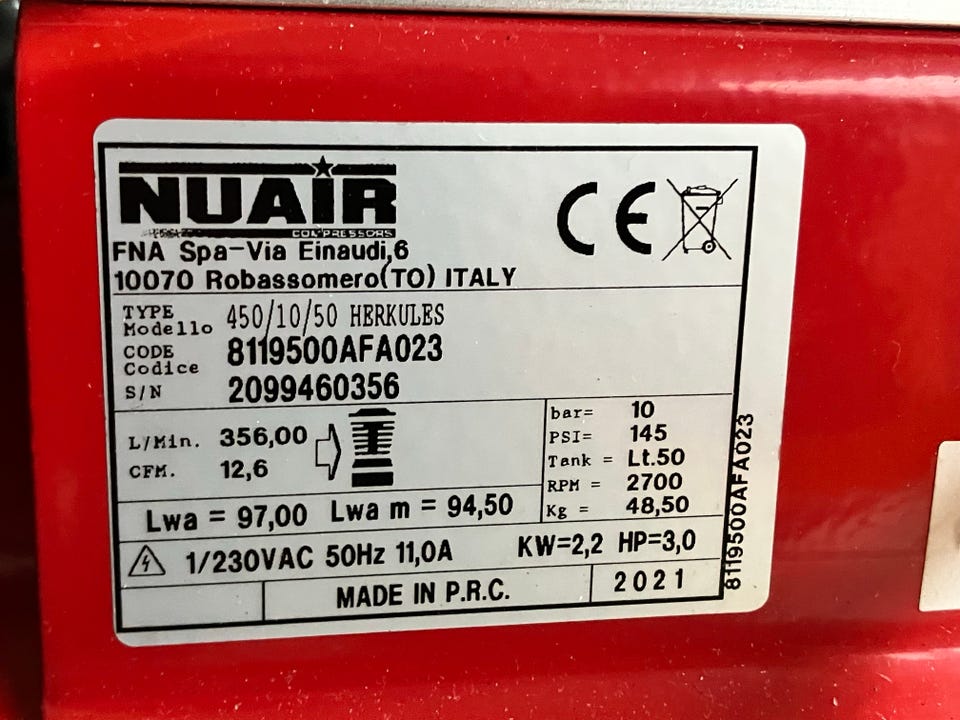 NUAIR
COMPRESSORS
FNA Spa-Via Einaudi,6
10070 Robassomero(TO) ITALY
TYPE
Modello 450/10/50 HERKULES
CODE
Codice 8119500AFA023
S/N 2099460356
L/Min. 356,00
CFM. 12,6
bar= 10
PSI= 145
Tank = Lt.50
RPM = 2700
Kg = 48,50
Lwa = 97,00 Lwa m = 94,50
1/230VAC 50Hz 11,0A KW=2,2 HP=3,0
MADE IN P.R.C. 2021
8119500AFA023
CE